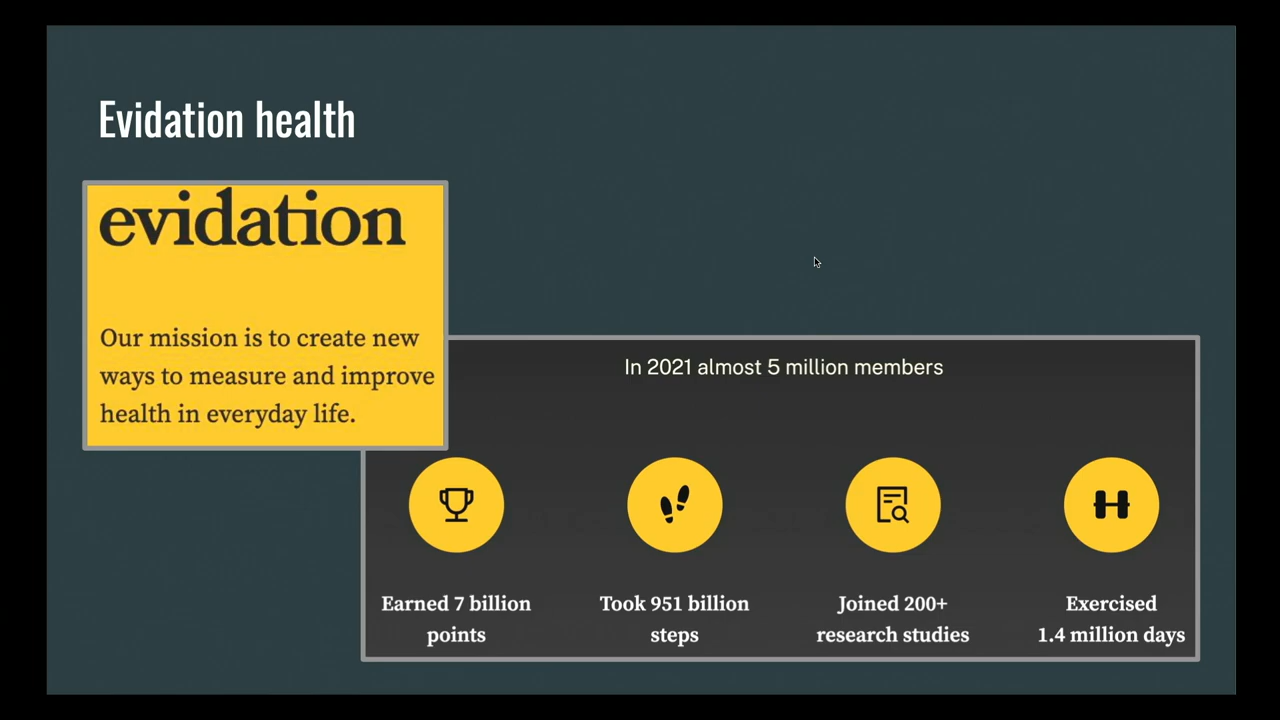 Evidation health
evidation
Our mission is to create new
ways to measure and improve
health in everyday life.
In 2021 almost 5 million members
Earned 7 billion
points
Took 951 billion
steps
Joined 200+
research studies
Exercised
1.4 million days